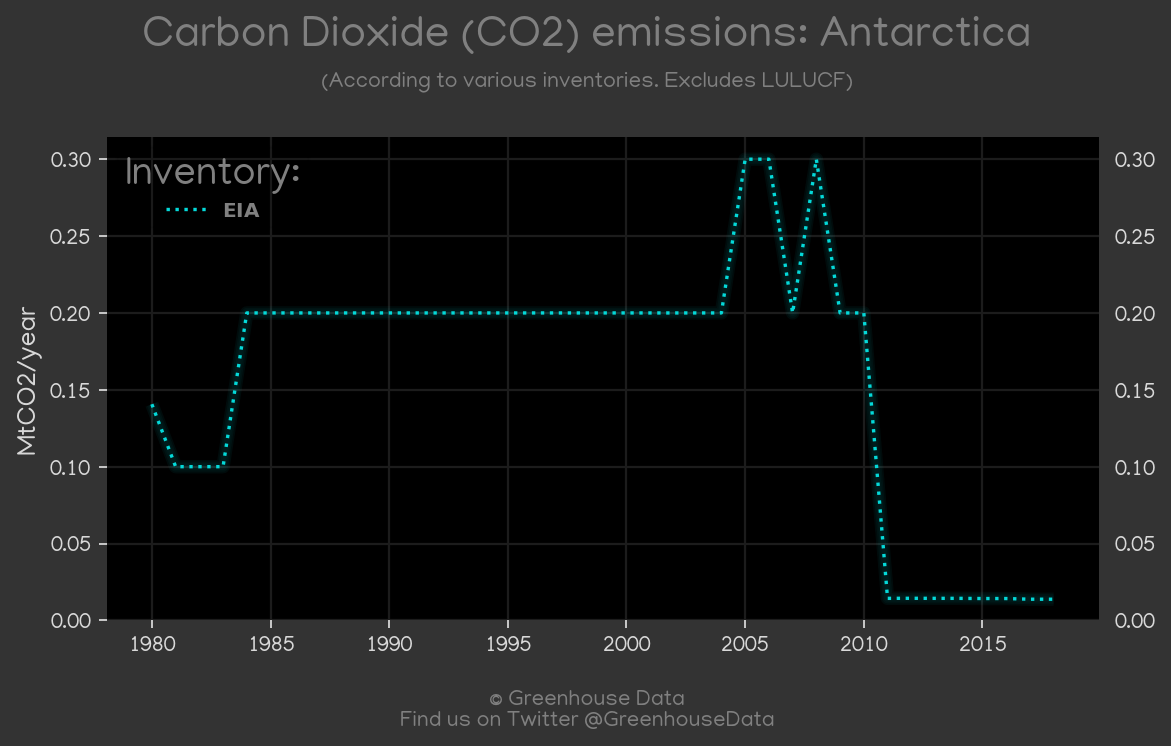 Carbon Dioxide (CO2) emissions: Antarctica
(According to various inventories. Excludes LULUCF)
Inventory:
EIA
MtCO2/year
0.30
0.25
0.20
0.15
0.10
0.05
0.00
0.30
0.25
0.20
0.15
0.10
0.05
0.00
1980 1985 1990 1995 2000 2005 2010 2015
© Greenhouse Data
Find us on Twitter @GreenhouseData